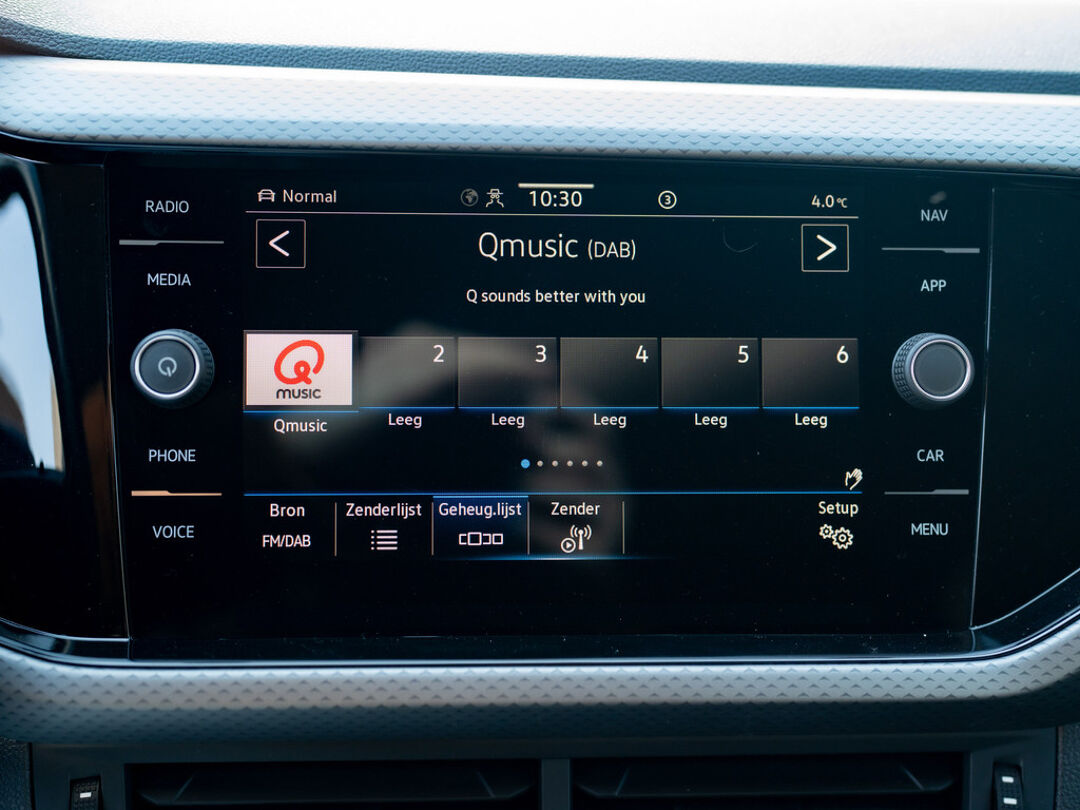 RADIO
MEDIA
PHONE
VOICE
Normal
10:30
3
4.0°C
Qmusic (DAB)
Q sounds better with you
MUSIC
2
3
4
5
6
Qmusic
Leeg
Leeg
Leeg
Leeg
Leeg
Bron
FM/DAB
Zenderlijst
Geheug.lijst
Zender
Setup
NAV
APP
CAR
MENU